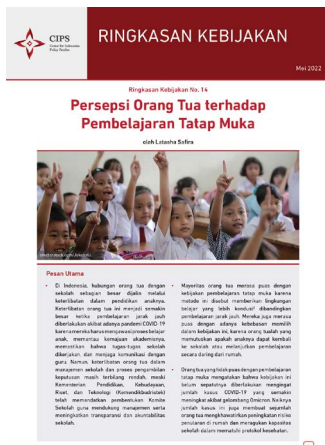 CIPS
Center for Indonesian
Policy Studies
RINGKASAN KEBIJAKAN
Mei 2022
Ringkasan Kebijakan No. 14
Persepsi Orang Tua terhadap
Pembelajaran Tatap Muka
oleh Latasha Safira
Pesan Utama
• Di Indonesia, hubungan orang tua dengan
sekolah sebagian besar dijalin melalui
keterlibatan dalam pendidikan anaknya.
Keterlibatan orang tua ini menjadi semakin
besar ketika pembelajaran jarak jauh
diberlakukan akibat adanya pandemi COVID-19
karena mereka harus mengawasi proses belajar
anak, memantau kemajuan akademisnya,
memastikan bahwa tugas-tugas sekolah
dikerjakan, dan menjaga komunikasi dengan
guru. Namun, keterlibatan orang tua dalam
manajemen sekolah dan proses pengambilan
keputusan masih terbilang rendah, meski
Kementerian Pendidikan, Kebudayaan,
Riset, dan Teknologi (Kemendikbudristek)
telah memandatkan pembentukan Komite
Sekolah guna mendukung manajemen serta
meningkatkan transparansi dan akuntabilitas
sekolah.
• Mayoritas orang tua merasa puas dengan
kebijakan pembelajaran tatap muka karena
metode ini disebut memberikan lingkungan
belajar yang lebih kondusif dibandingkan
pembelajaran jarak jauh. Mereka juga merasa
puas dengan adanya kebebasan memilih
dalam kebijakan ini, karena orang tualah yang
memutuskan apakah anaknya dapat kembali
ke sekolah atau melanjutkan pembelajaran
secara daring dari rumah.
• Orang tua yang tidak puas dengan pembelajaran
tatap muka mengatakan bahwa kebijakan ini
belum sepatutnya diberlakukan mengingat
jumlah kasus COVID-19 yang semakin
meningkat akibat gelombang Omicron. Naiknya
jumlah kasus ini juga membuat sejumlah
orang tua mengkhawatirkan peningkatan risiko
penularan di rumah dan meragukan kapasitas
sekolah dalam mematuhi protokol kesehatan.